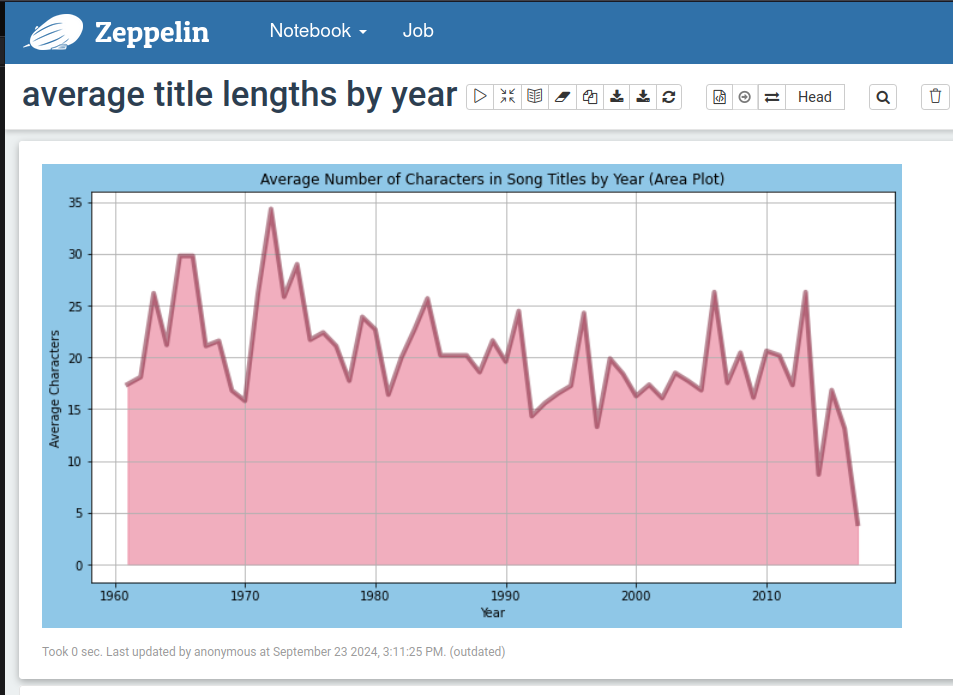 Zeppelin
Notebook
Job
average title lengths by year
Head
Average Number of Characters in Song Titles by Year (Area Plot)
35
30
25
20
15
10
5
0
Average Characters
1960 1970 1980 1990 2000 2010
Year
Took 0 sec. Last updated by anonymous at September 23 2024, 3:11:25 PM. (outdated)